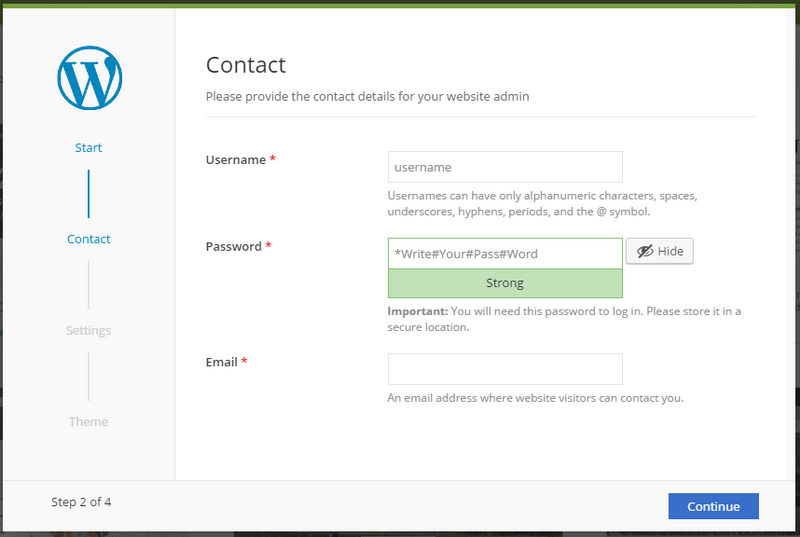 Contact
Please provide the contact details for your website admin
Start
Contact
Settings
Theme
Username *
username
Usernames can have only alphanumeric characters, spaces,
underscores, hyphens, periods, and the @ symbol.
Password *
*Write#Your#Pass#Word
Hide
Strong
Important: You will need this password to log in. Please store it in a
secure location.
Email *
An email address where website visitors can contact you.
Step 2 of 4
Continue